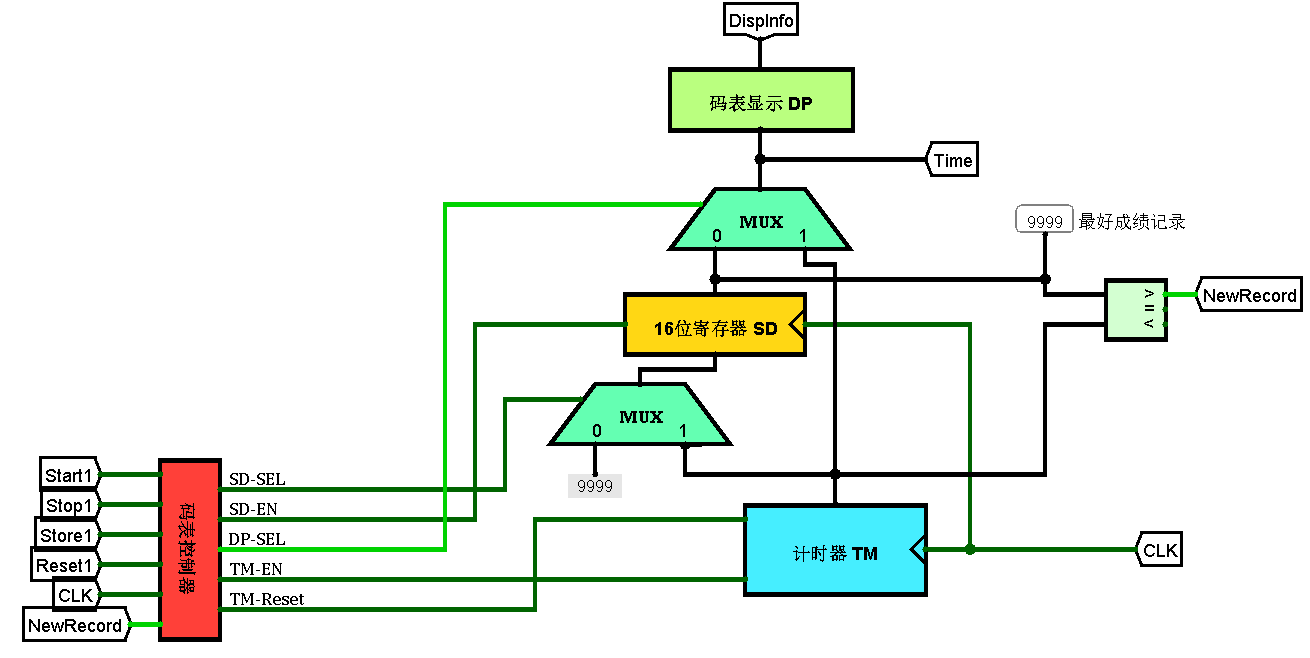 DispInfo
码表显示 DP
Time
MUX
0 1
9999 最好成绩记录
NewRecord
16位寄存器 SD
MUX
0 1
9999
Start1
Stop1
Store1
Reset1
CLK
NewRecord
码表控制器
SD-SEL
SD-EN
DP-SEL
TM-EN
TM-Reset
计时器 TM
CLK